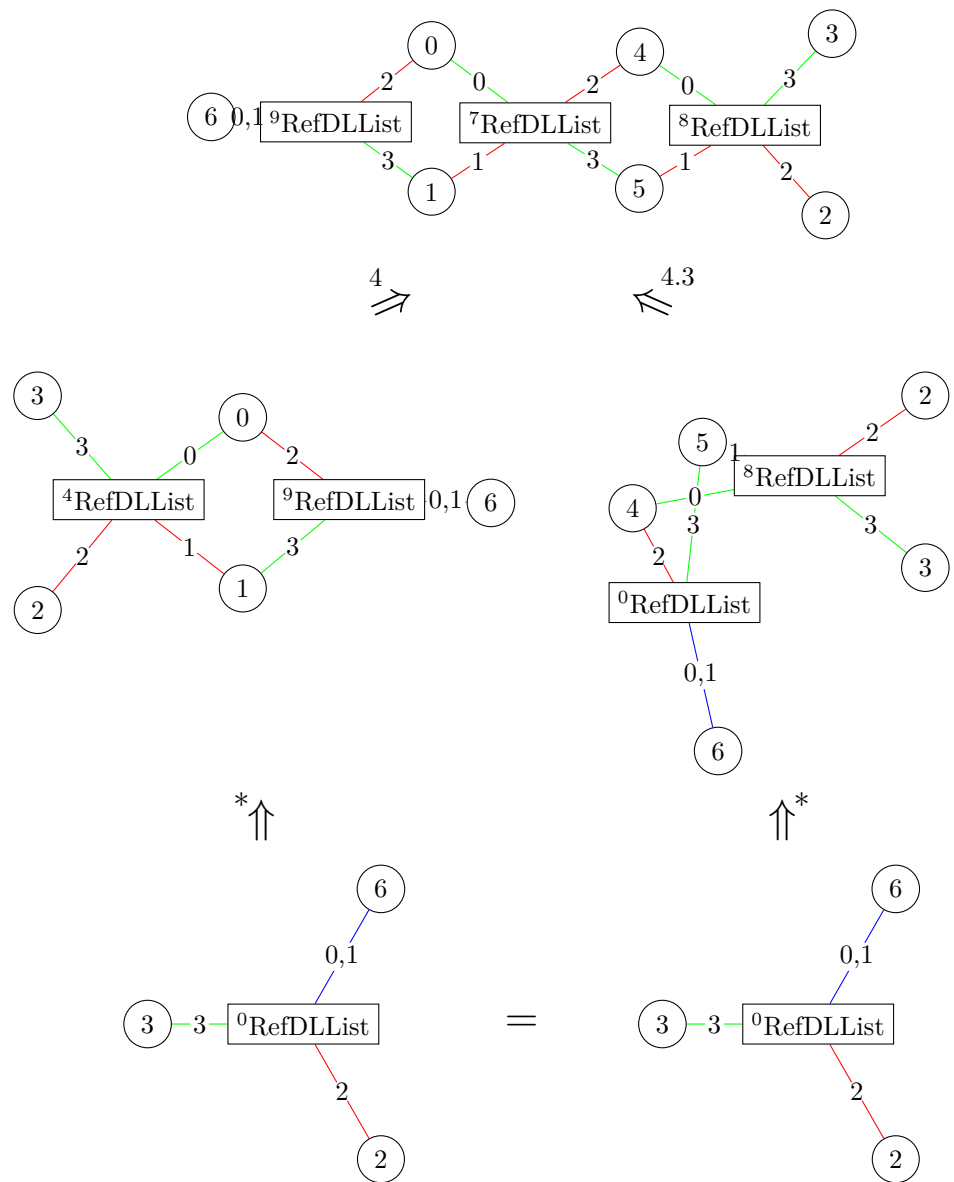 0 4 3
2 0 2 0 3
6 0,1 ⁹RefDLList ⁷RefDLList ⁸RefDLList
3 1 3 1 2
1 5 2
4 4.3
⇒ ⇐
3 0 2
3 0 2 5 1 2
⁴RefDLList ⁹RefDLList 0,1 6 ⁸RefDLList
4 0
2 1 3 2 3 3
2 1 ⁰RefDLList 3
0,1
6
*⇑ ⇑*
6 6
0,1 0,1
3 3 ⁰RefDLList = 3 3 ⁰RefDLList
2 2
2 2